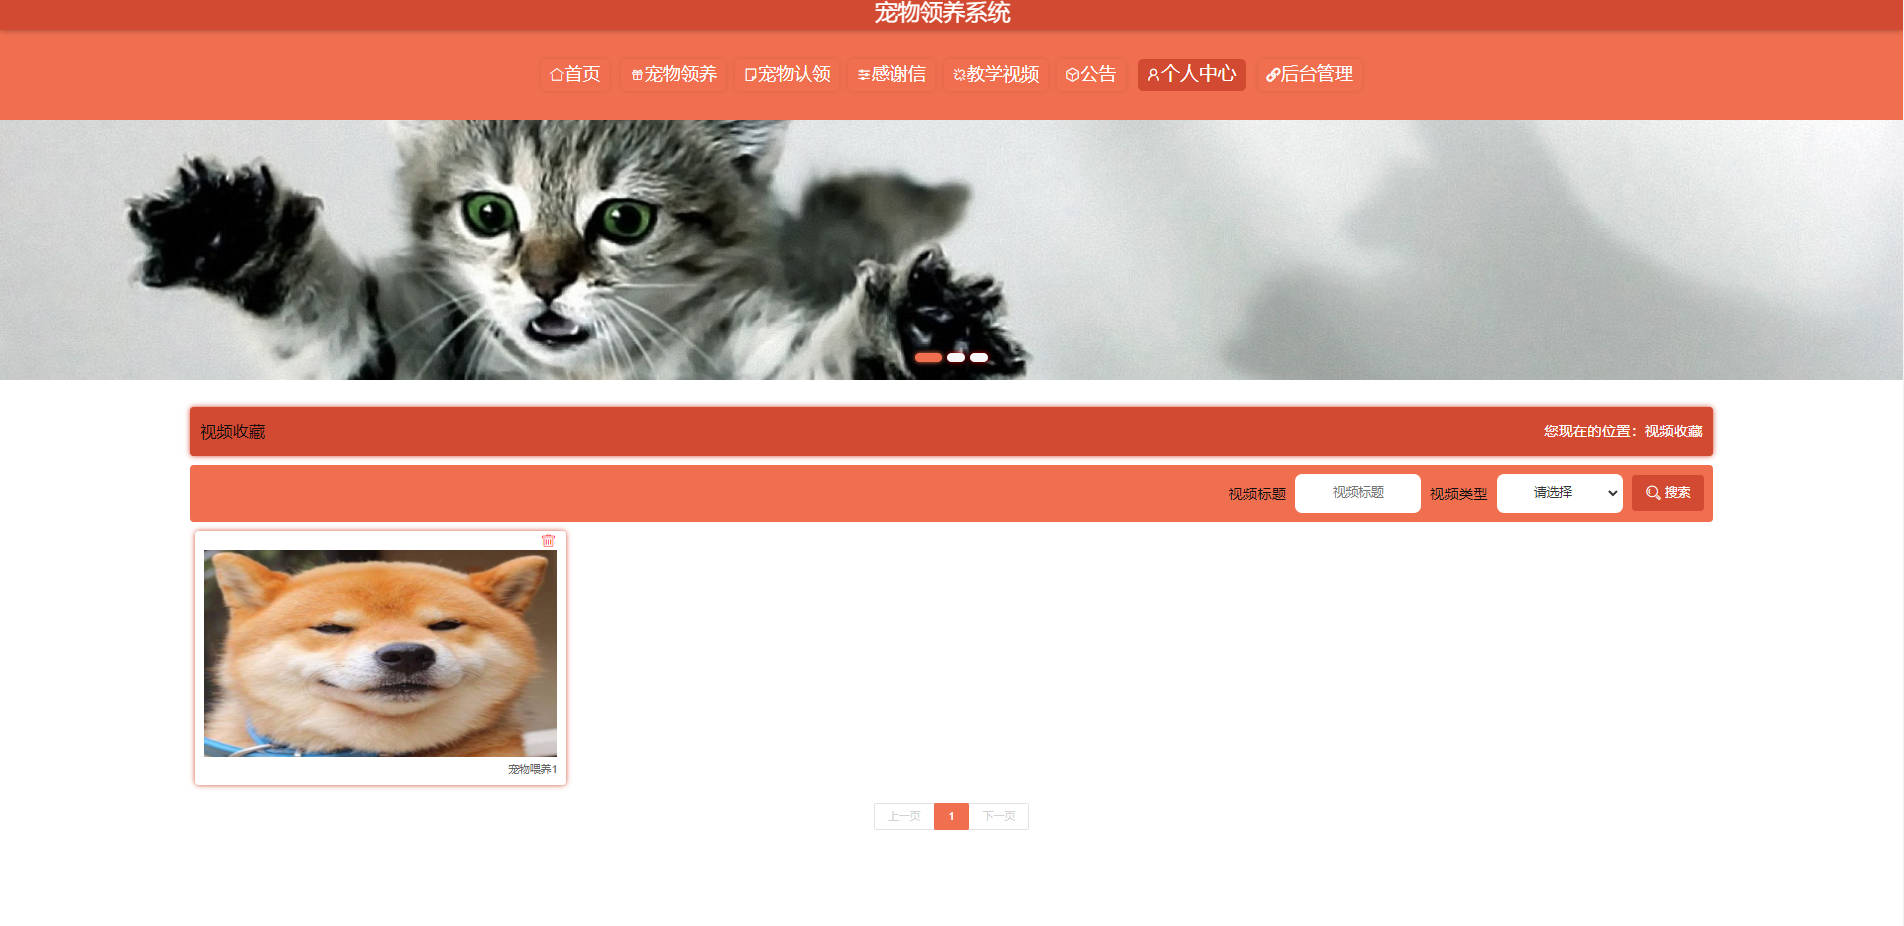 宠物领养系统
首页 宠物领养 宠物认领 感谢信 教学视频 公告 个人中心 后台管理
视频收藏 您现在的位置：视频收藏
视频标题 视频标题 视频类型 请选择 搜索
宠物喂养1
上一页 1 下一页